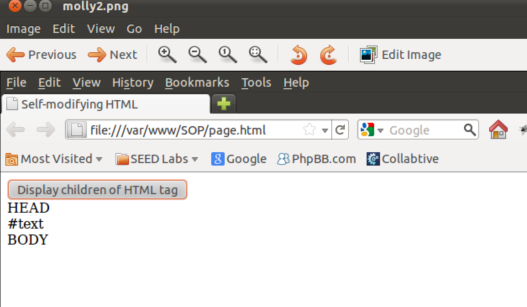 molly2.png
Image Edit View Go Help
Previous Next Edit Image
File Edit View History Bookmarks Tools Help
Self-modifying HTML
file:///var/www/SOP/page.html Google
Most Visited SEED Labs Google PhpBB.com Collabtive
Display children of HTML tag
HEAD
#text
BODY